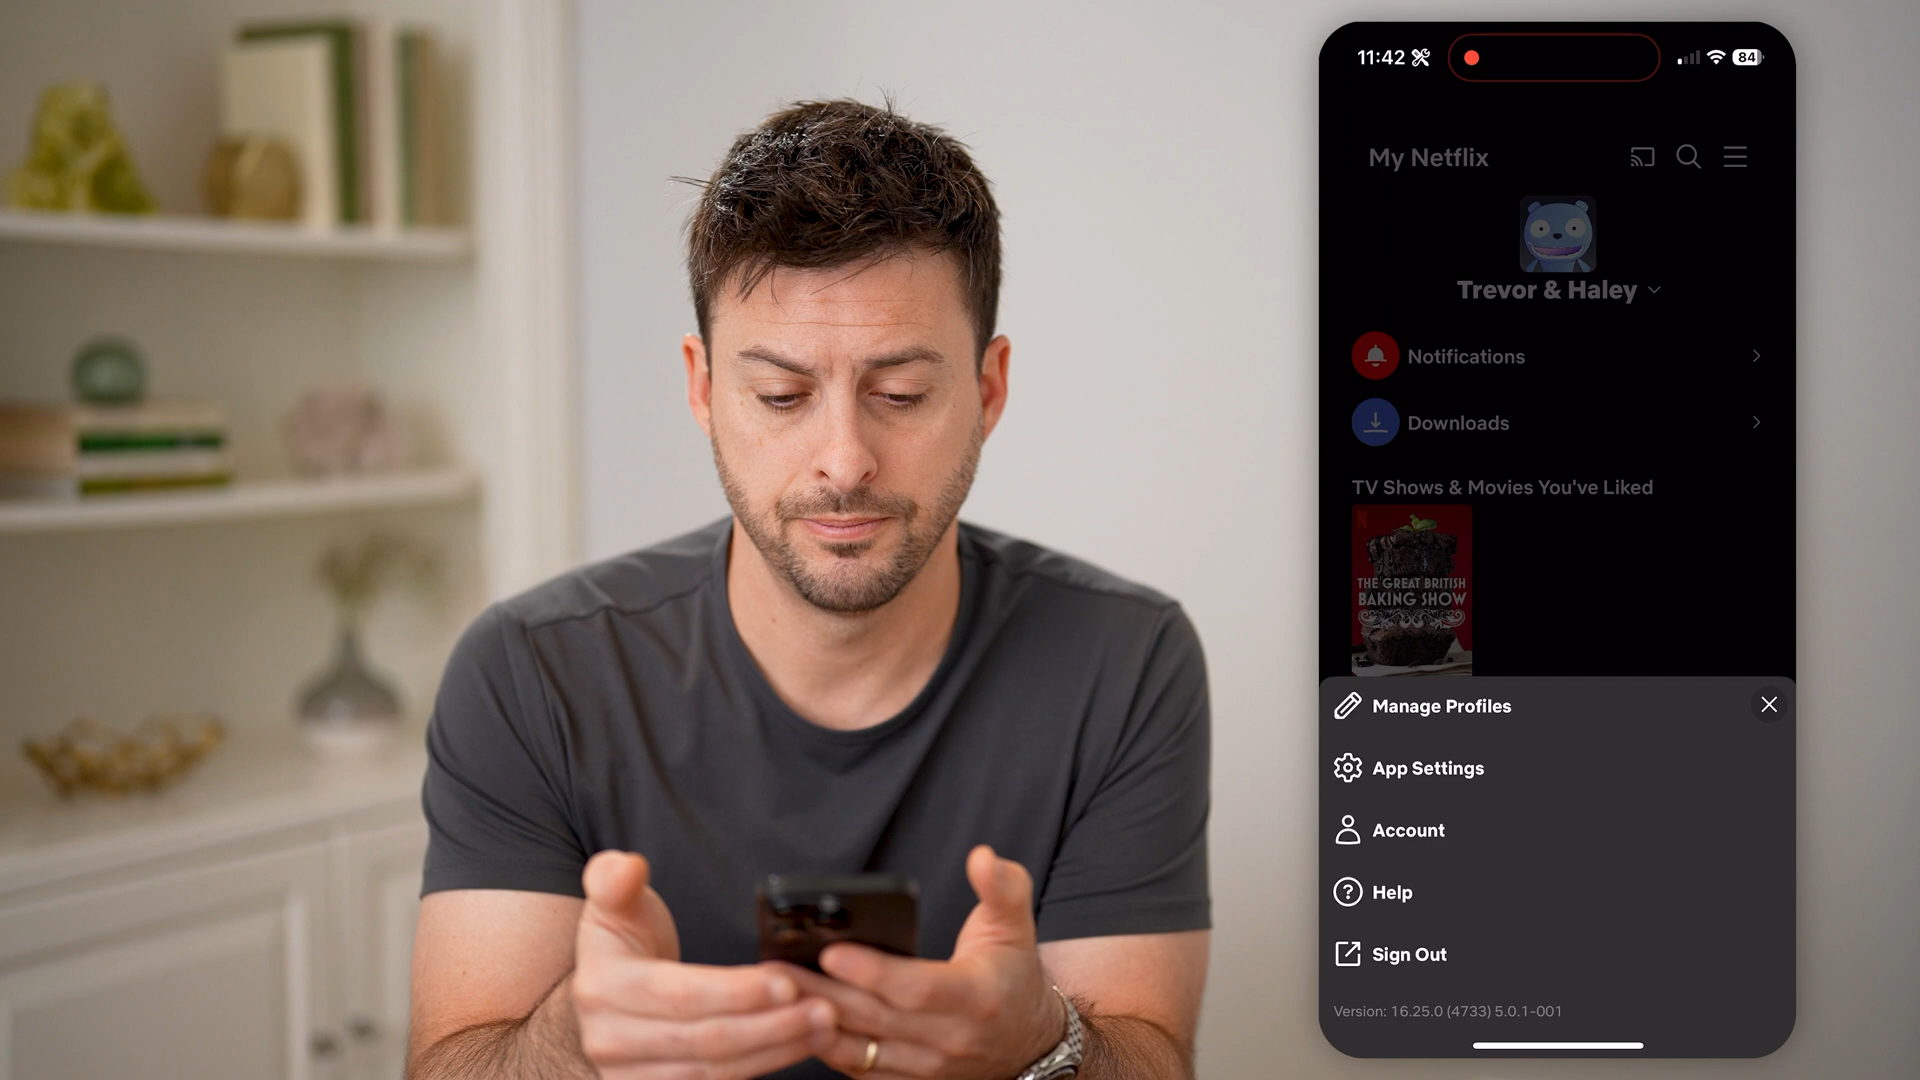 11:42
84
My Netflix
Trevor & Haley
Notifications
Downloads
TV Shows & Movies You've Liked
N
THE GREAT BRITISH
BAKING SHOW
Manage Profiles
App Settings
Account
Help
Sign Out
Version: 16.25.0 (4733) 5.0.1-001